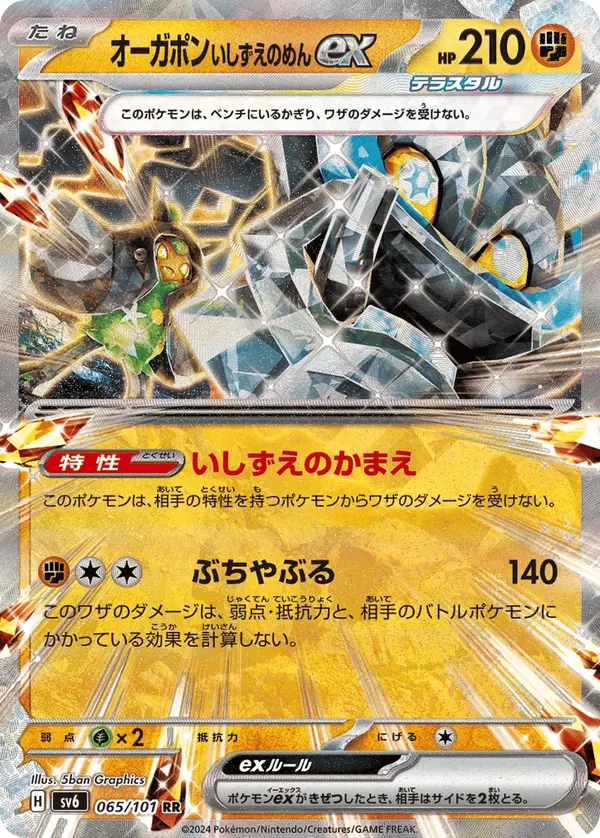 たね
オーガポン いしずえのめん ex HP 210
テラスタル
このポケモンは、ベンチにいるかぎり、ワザのダメージを受けない。
特性 いしずえのかまえ
このポケモンは、相手の特性を持つポケモンからワザのダメージを受けない。
ぶちやぶる 140
このワザのダメージは、弱点・抵抗力と、相手のバトルポケモンに
かかっている効果を計算しない。
弱点 ×2 抵抗力 にげる
Illus. 5ban Graphics
H sv6 065/101 RR
exルール
ポケモンexがきぜつしたとき、相手はサイドを2枚とる。
©2024 Pokémon/Nintendo/Creatures/GAME FREAK.